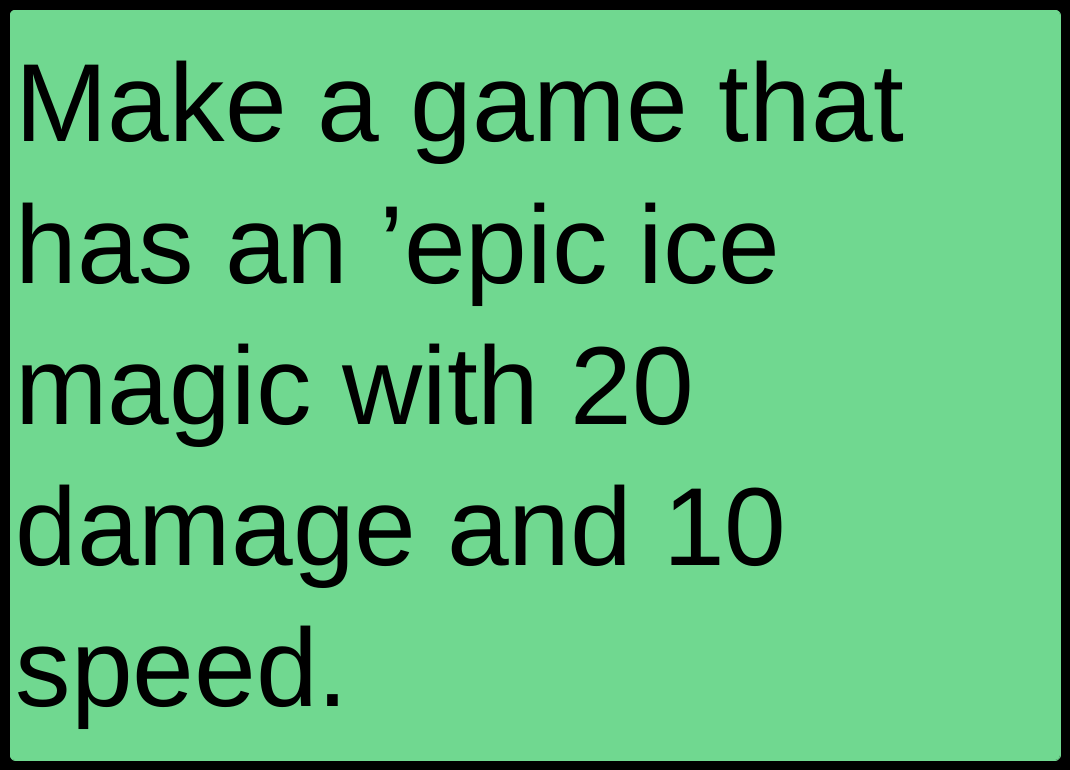 Make a game that
has an ’epic ice
magic with 20
damage and 10
speed.